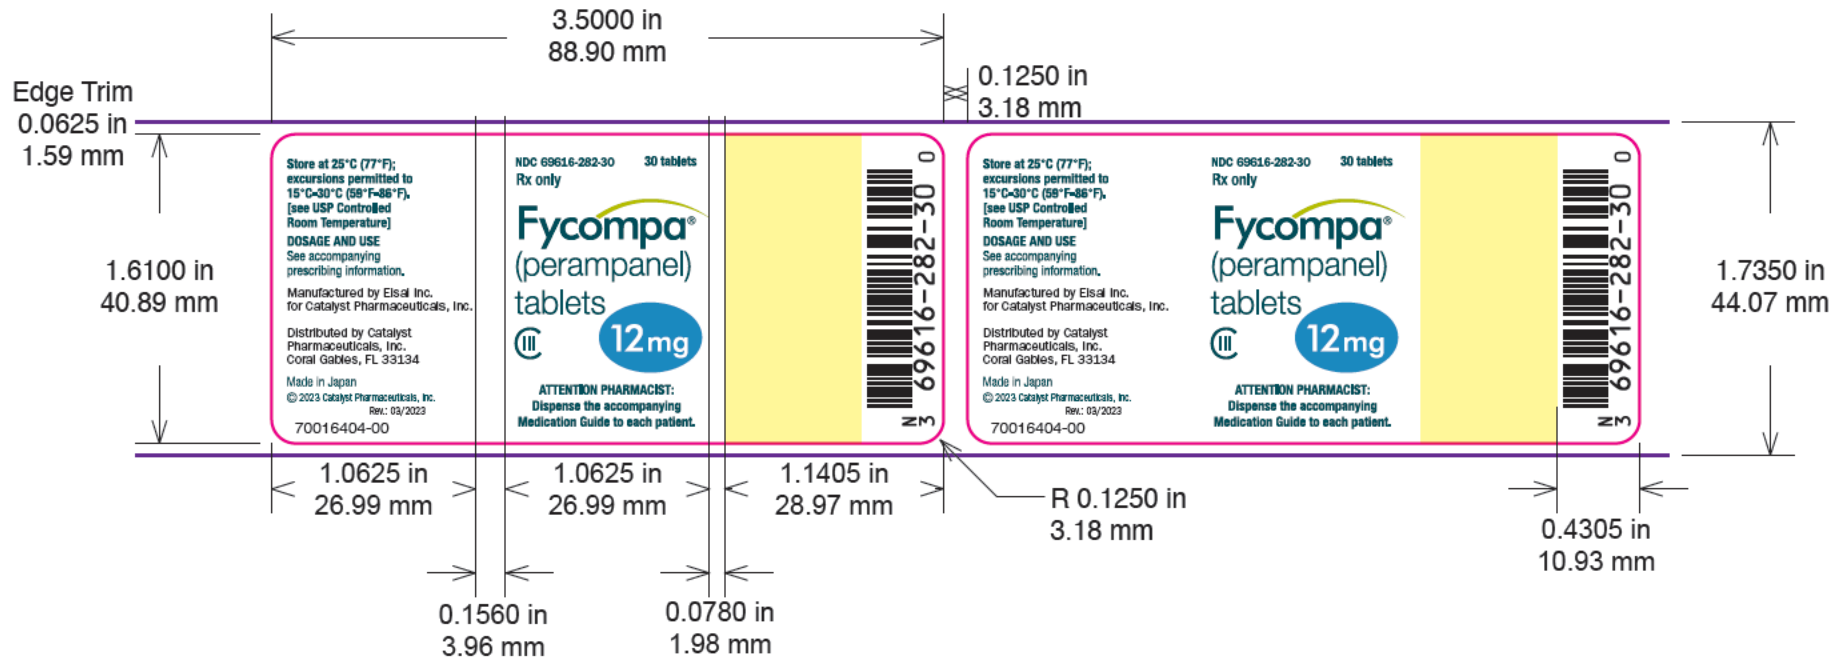 3.5000 in
88.90 mm
0.1250 in
3.18 mm
Edge Trim
0.0625 in
1.59 mm
1.6100 in
40.89 mm
Store at 25°C (77°F);
excursions permitted to
15°C-30°C (59°F-86°F).
[see USP Controlled
Room Temperature]
DOSAGE AND USE
See accompanying
prescribing information.
Manufactured by Eisai Inc.
for Catalyst Pharmaceuticals, Inc.
Distributed by Catalyst
Pharmaceuticals, Inc.
Coral Gables, FL 33134
Made in Japan
© 2023 Catalyst Pharmaceuticals, Inc.
Rev.: 03/2023
70016404-00
NDC 69616-282-30 30 tablets
Rx only
Fycompa®
(perampanel)
tablets
CIII
12 mg
ATTENTION PHARMACIST:
Dispense the accompanying
Medication Guide to each patient.
N
3 69616-282-30 0
Store at 25°C (77°F);
excursions permitted to
15°C-30°C (59°F-86°F).
[see USP Controlled
Room Temperature]
DOSAGE AND USE
See accompanying
prescribing information.
Manufactured by Eisai Inc.
for Catalyst Pharmaceuticals, Inc.
Distributed by Catalyst
Pharmaceuticals, Inc.
Coral Gables, FL 33134
Made in Japan
© 2023 Catalyst Pharmaceuticals, Inc.
Rev.: 03/2023
70016404-00
NDC 69616-282-30 30 tablets
Rx only
Fycompa®
(perampanel)
tablets
CIII
12 mg
ATTENTION PHARMACIST:
Dispense the accompanying
Medication Guide to each patient.
N
3 69616-282-30 0
1.7350 in
44.07 mm
1.0625 in
26.99 mm
1.0625 in
26.99 mm
1.1405 in
28.97 mm
R 0.1250 in
3.18 mm
0.4305 in
10.93 mm
0.1560 in
3.96 mm
0.0780 in
1.98 mm